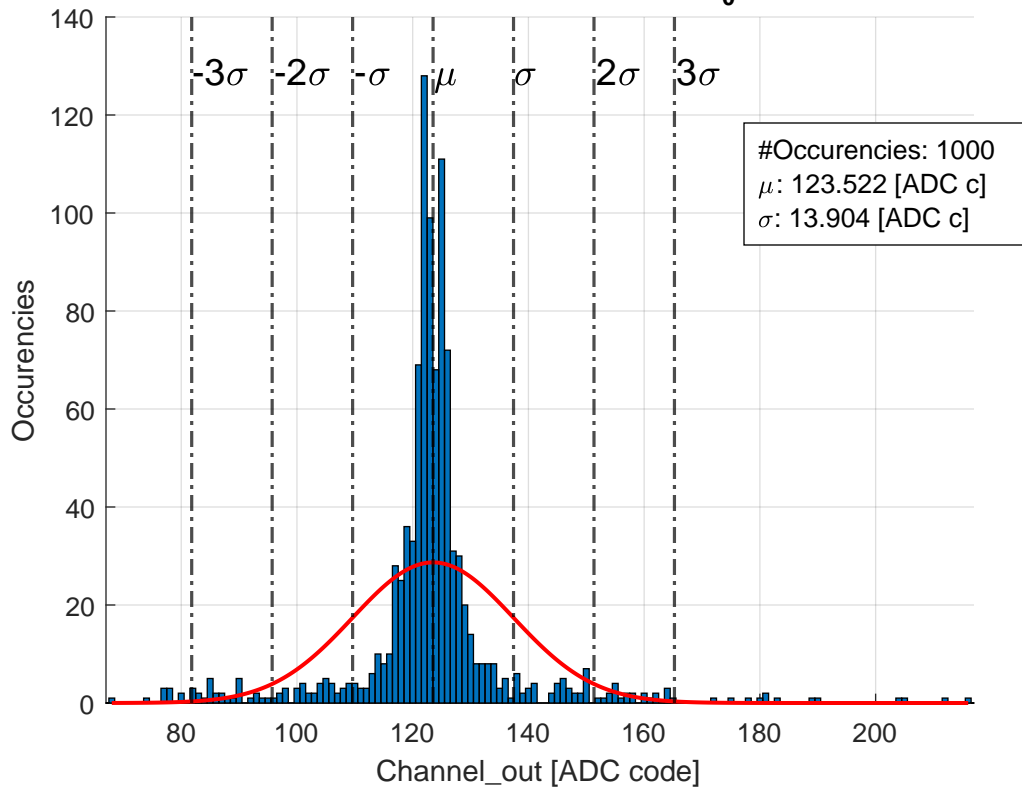 140
-3σ -2σ -σ μ σ 2σ 3σ
120
#Occurencies: 1000
μ: 123.522 [ADC c]
σ: 13.904 [ADC c]
100
80
60
40
20
0
Occurencies
80 100 120 140 160 180 200
Channel_out [ADC code]